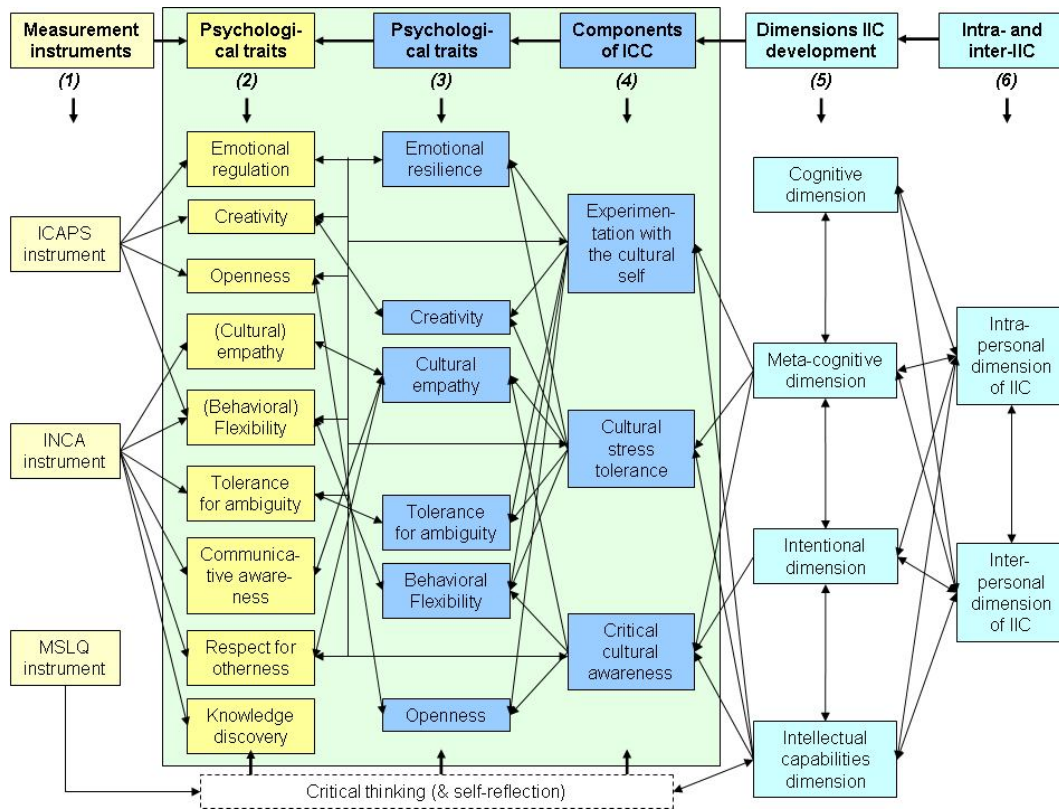 Measurement
instruments
Psychologi-
cal traits
Psychologi-
cal traits
Components
of ICC
Dimensions IIC
development
Intra- and
inter-IIC
(1)
(2)
(3)
(4)
(5)
(6)
ICAPS
instrument
INCA
instrument
MSLQ
instrument
Emotional
regulation
Creativity
Openness
(Cultural)
empathy
(Behavioral)
Flexibility
Tolerance
for ambiguity
Communica-
tive aware-
ness
Respect for
otherness
Knowledge
discovery
Emotional
resilience
Creativity
Cultural
empathy
Tolerance
for ambiguity
Behavioral
Flexibility
Openness
Experimen-
tation with
the cultural
self
Cultural
stress
tolerance
Critical
cultural
awareness
Cognitive
dimension
Meta-cognitive
dimension
Intentional
dimension
Intellectual
capabilities
dimension
Intra-
personal
dimension
of IIC
Inter-
personal
dimension
of IIC
Critical thinking (& self-reflection)